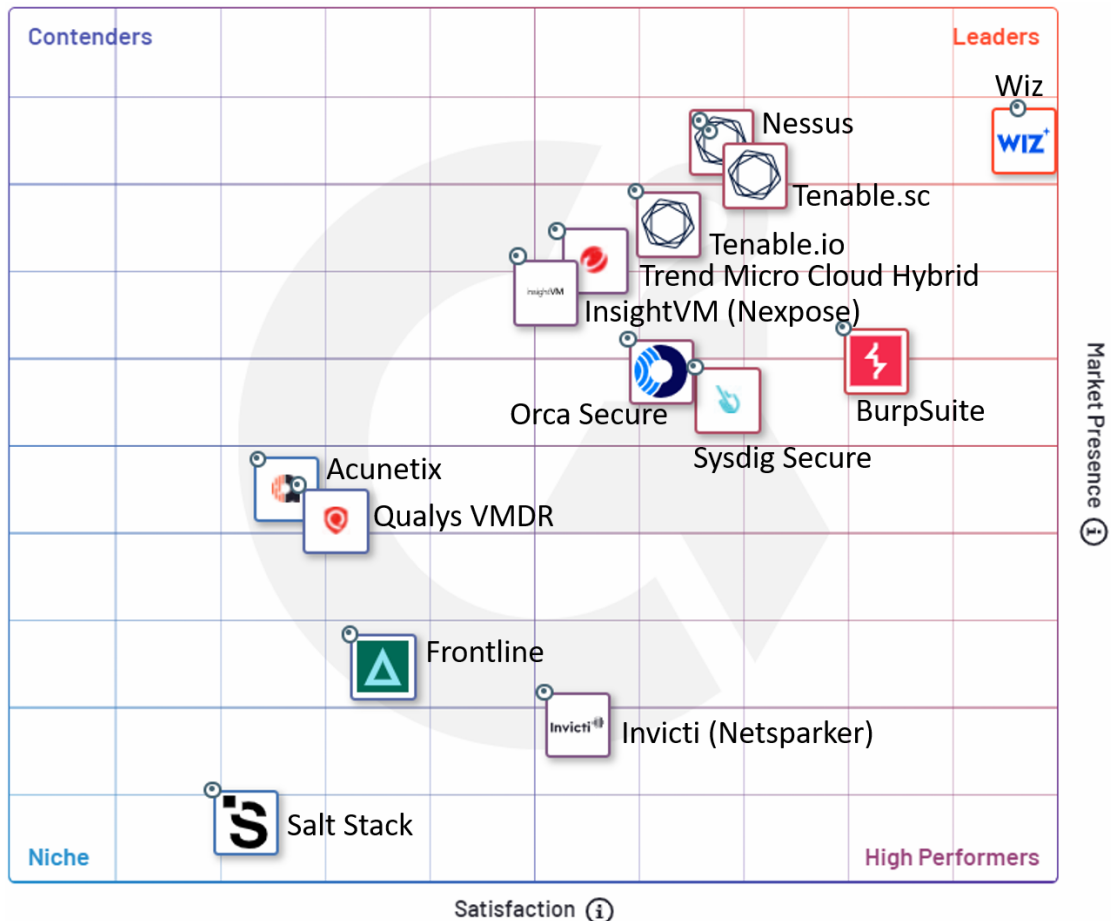 Contenders
Leaders
Wiz
WIZ
Nessus
Tenable.sc
Tenable.io
Trend Micro Cloud Hybrid
insightVM
InsightVM (Nexpose)
Orca Secure
BurpSuite
Sysdig Secure
Market Presence
Acunetix
Qualys VMDR
Frontline
Invicti
Invicti (Netsparker)
S
Salt Stack
Niche
High Performers
Satisfaction